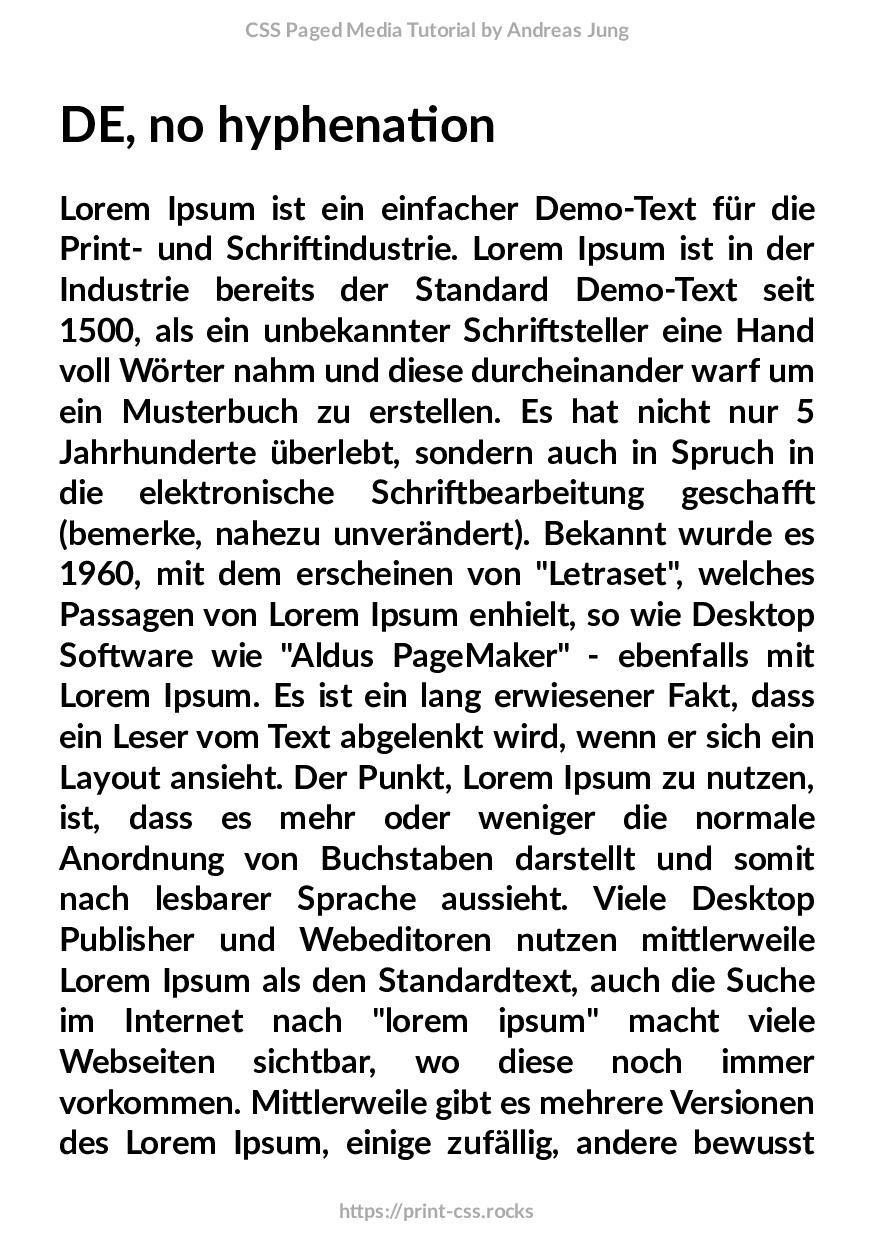 CSS Paged Media Tutorial by Andreas Jung
DE, no hyphenation
Lorem Ipsum ist ein einfacher Demo-Text für die
Print- und Schriftindustrie. Lorem Ipsum ist in der
Industrie bereits der Standard Demo-Text seit
1500, als ein unbekannter Schriftsteller eine Hand
voll Wörter nahm und diese durcheinander warf um
ein Musterbuch zu erstellen. Es hat nicht nur 5
Jahrhunderte überlebt, sondern auch in Spruch in
die elektronische Schriftbearbeitung geschafft
(bemerke, nahezu unverändert). Bekannt wurde es
1960, mit dem erscheinen von "Letraset", welches
Passagen von Lorem Ipsum enhielt, so wie Desktop
Software wie "Aldus PageMaker" - ebenfalls mit
Lorem Ipsum. Es ist ein lang erwiesener Fakt, dass
ein Leser vom Text abgelenkt wird, wenn er sich ein
Layout ansieht. Der Punkt, Lorem Ipsum zu nutzen,
ist, dass es mehr oder weniger die normale
Anordnung von Buchstaben darstellt und somit
nach lesbarer Sprache aussieht. Viele Desktop
Publisher und Webeditoren nutzen mittlerweile
Lorem Ipsum als den Standardtext, auch die Suche
im Internet nach "lorem ipsum" macht viele
Webseiten sichtbar, wo diese noch immer
vorkommen. Mittlerweile gibt es mehrere Versionen
des Lorem Ipsum, einige zufällig, andere bewusst
https://print-css.rocks